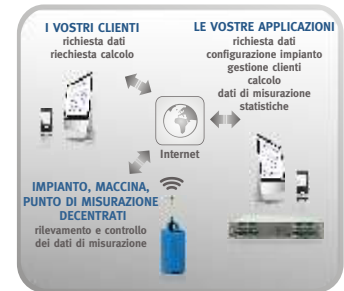 I VOSTRI CLIENTI
richiesta dati
riechiesta calcolo
LE VOSTRE APPLICAZIONI
richiesta dati
configurazione impianto
gestione clienti
calcolo
dati di misurazione
statistiche
Internet
IMPIANTO, MACCINA,
PUNTO DI MISURAZIONE
DECENTRATI
rilevamento e controllo
dei dati di misurazione